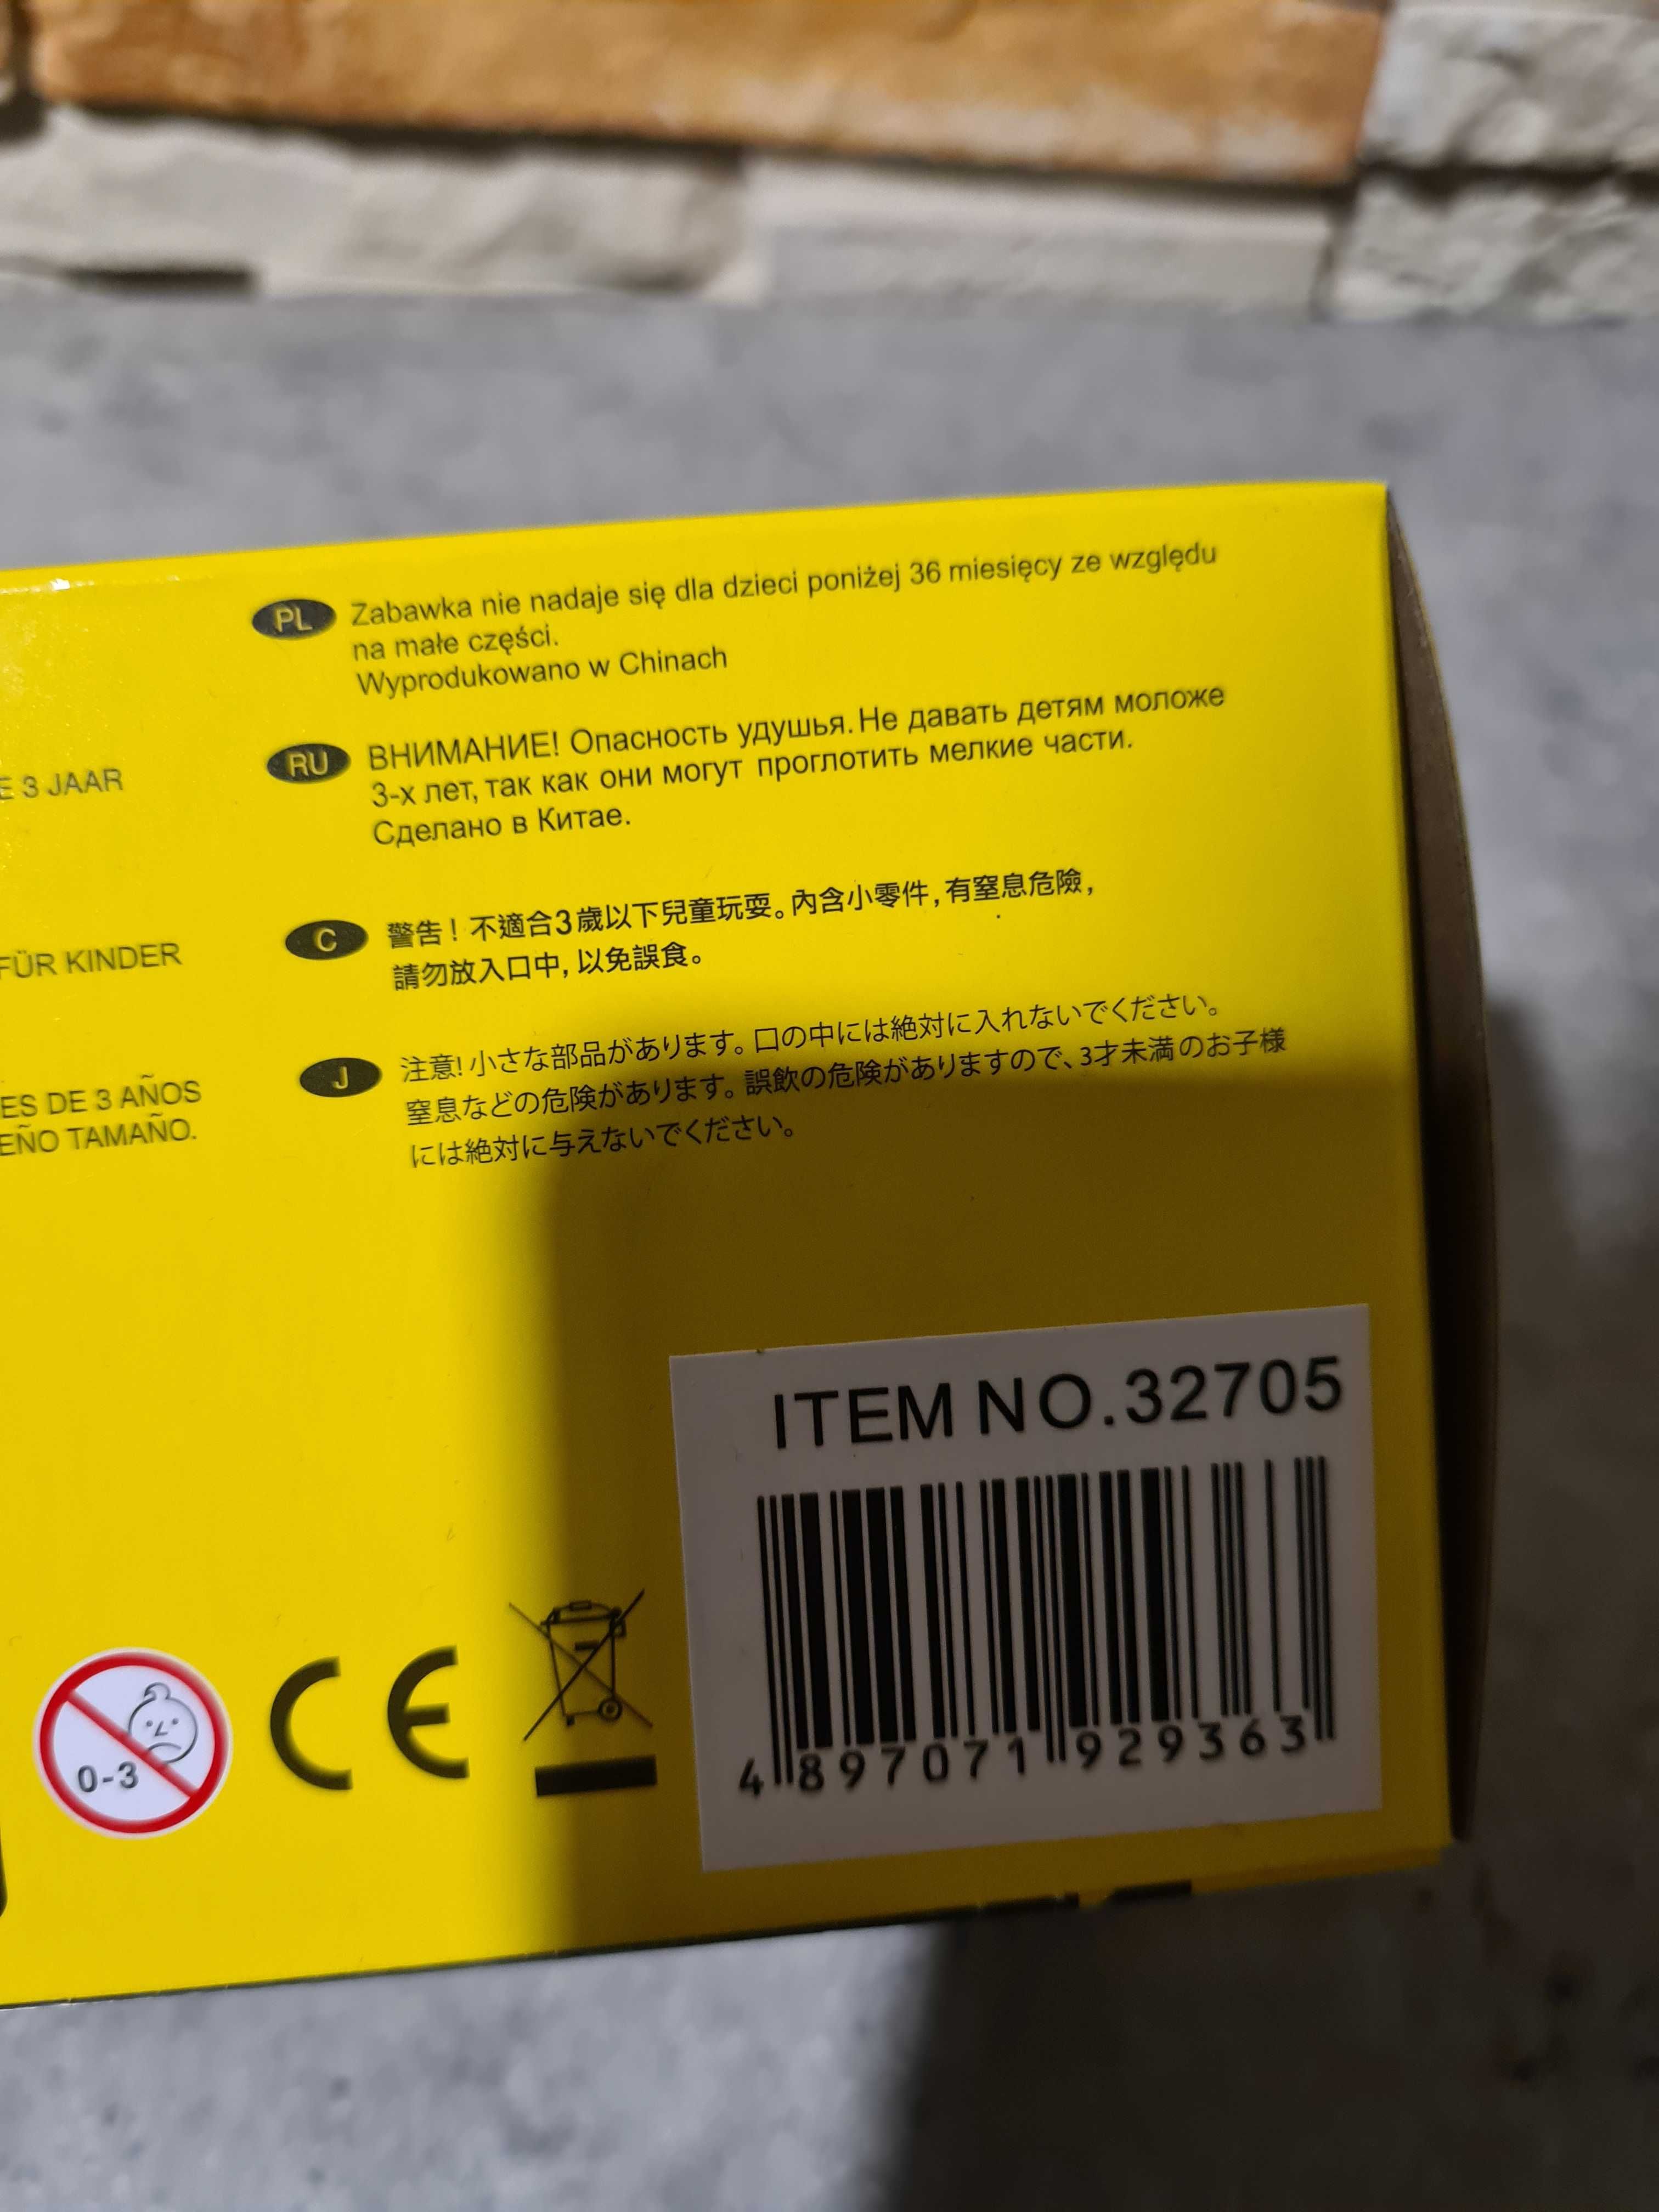 E 3 JAAR
FÜR KINDER
ES DE 3 AÑOS
EÑO TAMAÑO.
PL Zabawka nie nadaje się dla dzieci poniżej 36 miesięcy ze względu
na małe części.
Wyprodukowano w Chinach
RU ВНИМАНИЕ! Опасность удушья. Не давать детям моложе
3-х лет, так как они могут проглотить мелкие части.
Сделано в Китае.
C 警告！不適合3歲以下兒童玩耍。內含小零件，有窒息危險，
請勿放入口中，以免誤食。
J 注意！小さな部品があります。口の中には絶対に入れないでください。
窒息などの危険があります。誤飲の危険がありますので、3才未満のお子様
には絶対に与えないでください。
ITEM NO.32705
4 897071 929363
0-3
CE